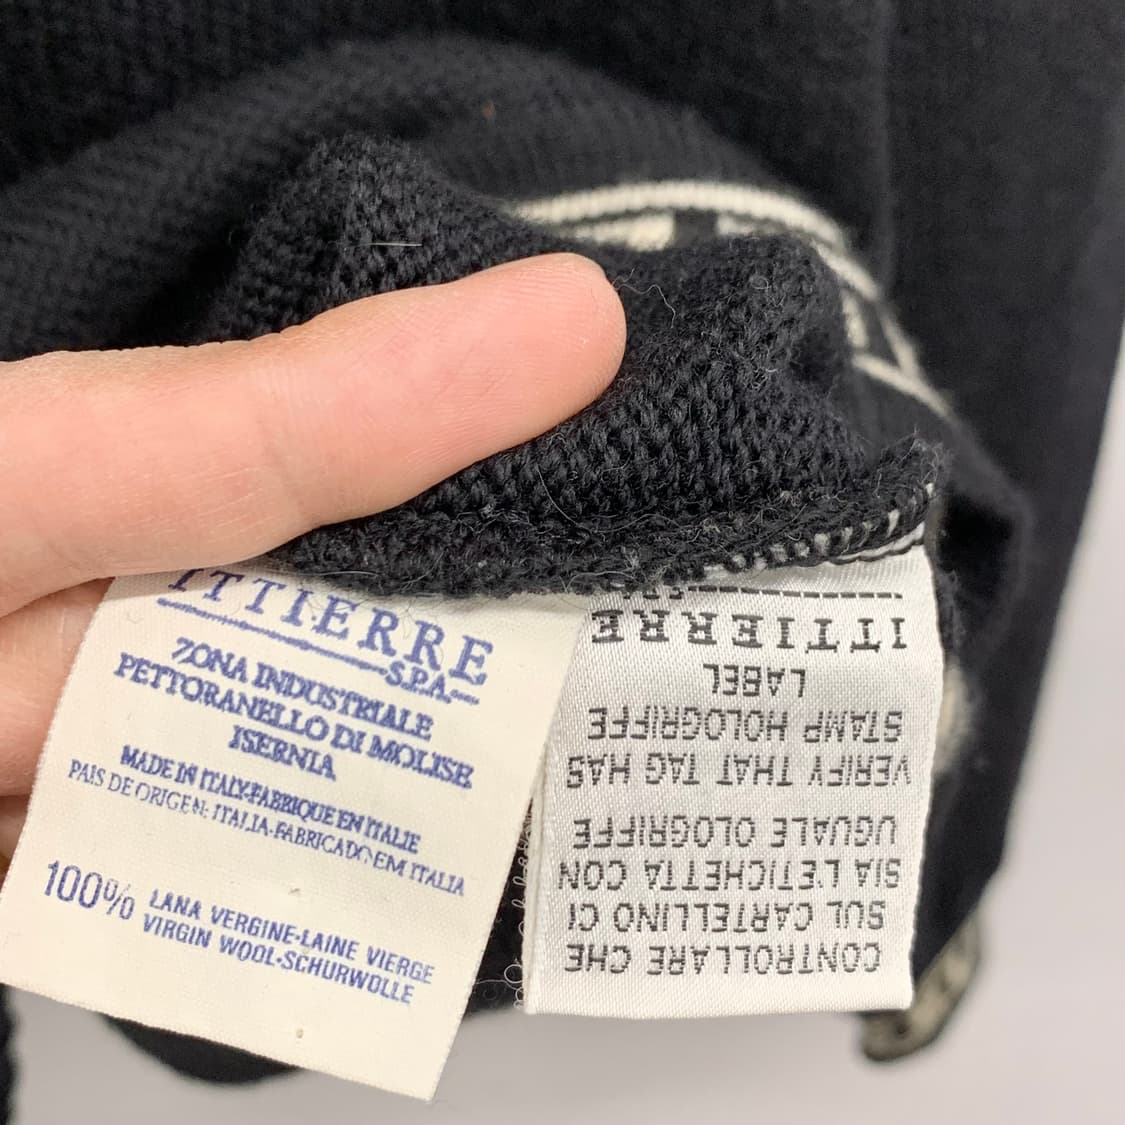 ITTIERRE
S.P.A.
ZONA INDUSTRIALE
PETTORANELLO DI MOLISE
ISERNIA
MADE IN ITALY-FABRIQUE EN ITALIE
PAIS DE ORIGEN: ITALIA-FABRICADO EM ITALIA
100% LANA VERGINE-LAINE VIERGE
VIRGIN WOOL-SCHURWOLLE
CONTROLLARE CHE
SUL CARTELLINO CI
SIA L'ETICHETTA CON
UGUALE OLOGRIFFE
VERIFY THAT TAG HAS
STAMP HOLOGRIFFE
LABEL
ITTIERRE
S.P.A.